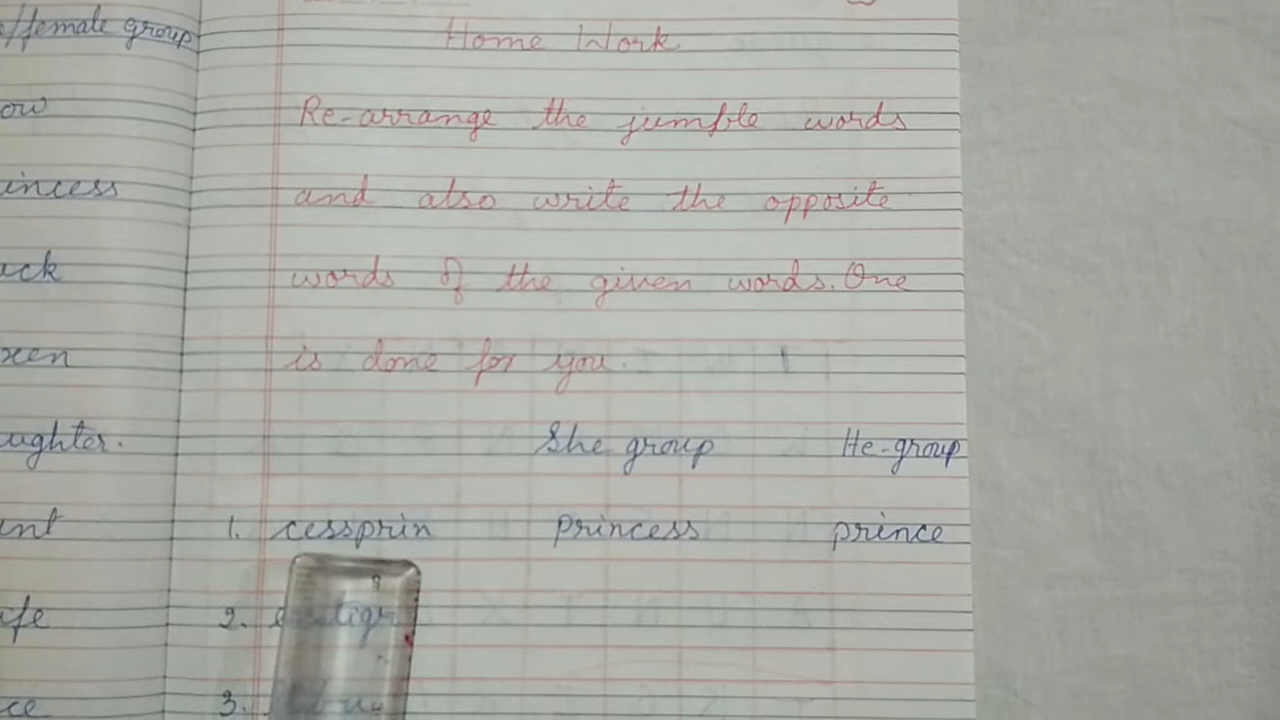 female group
ow
incess
ck
xen
ughter.
unt
ife
ce
Home Work
Re-arrange the jumble words
and also write the opposite
words of the given words. One
is done for you.
She group He-group
1. cessprin princess prince
2.
3.